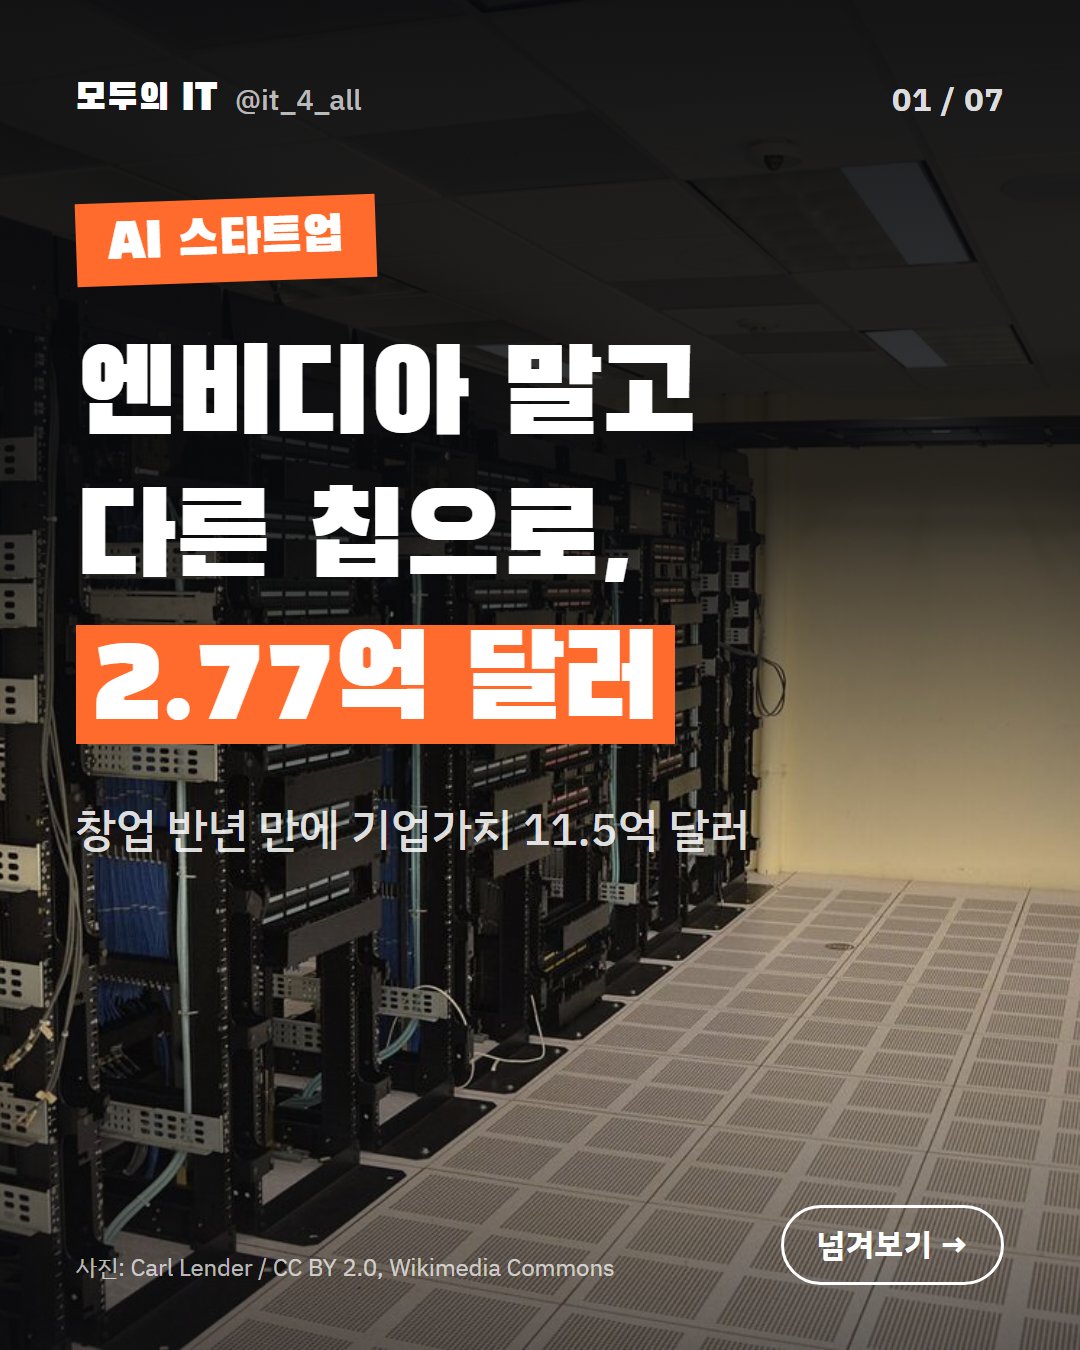 모두의 IT @it_4_all
01 / 07
AI 스타트업
엔비디아 말고
다른 칩으로,
2.77억 달러
창업 반년 만에 기업가치 11.5억 달러
넘겨보기 →
사진: Carl Lender / CC BY 2.0, Wikimedia Commons